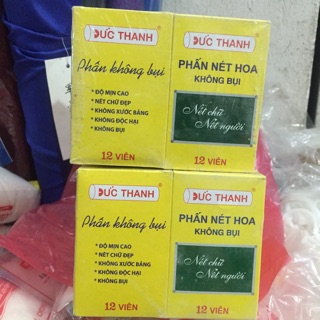 ĐỨC THANH
Phấn không bụi
• ĐỘ MỊN CAO
• NÉT CHỮ ĐẸP
• KHÔNG XƯỚC BẢNG
• KHÔNG ĐỘC HẠI
• KHÔNG BỤI
12 VIÊN
ĐỨC THANH
PHẤN NÉT HOA
KHÔNG BỤI
Nét chữ
Nết người
12 VIÊN
ĐỨC THANH
Phấn không bụi
• ĐỘ MỊN CAO
• NÉT CHỮ ĐẸP
• KHÔNG XƯỚC BẢNG
• KHÔNG ĐỘC HẠI
• KHÔNG BỤI
12 VIÊN
ĐỨC THANH
PHẤN NÉT HOA
KHÔNG BỤI
Nét chữ
Nết người
12 VIÊN